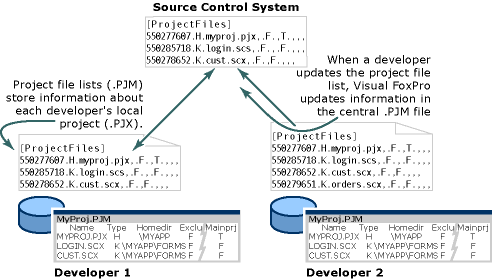 Source Control System
[ProjectFiles]
550277607.H.myproj.pjx,.F.,T.,,,,
550285718.K.login.scs,.F.,F.,,,,
550278652.K.cust.scx,.F.,F.,,,,
Project file lists (.PJM)
store information about
each developer's local
project (.PJX).
When a developer
updates the project file
list, Visual FoxPro
updates information in
the central .PJM file
[ProjectFiles]
550277607.H.myproj.pjx,.F.,T.,,,,
550285718.K.login.scs,.F.,F.,,,,
550278652.K.cust.scx,.F,.F,,,,
[ProjectFiles]
550277607.H.myproj.pjx,.F.,T.,,,,
550285718.K.login.scs,.F.,F.,,,,
550278652.K.cust.scx,.F.,F.,,,,
550279651.K.orders.scx,.F,.F,,,,
MyProj.PJM
Name Type Homedir Exclu Mainprj
MYPROJ.PJX H \MYAPP F T
LOGIN.SCX K \MYAPP\FORMS F F
CUST.SCX K \MYAPP\FORMS F F
Developer 1
MyProj.PJM
Name Type Homedir Exclu Mainprj
MYPROJ.PJX H \MYAPP F T
LOGIN.SCX K \MYAPP\FORMS F F
CUST.SCX K \MYAPP\FORMS F F
Developer 2